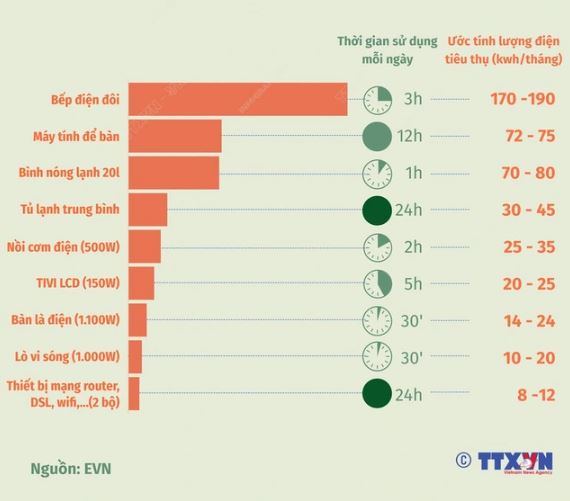 Thời gian sử dụng
mỗi ngày
Ước tính lượng điện
tiêu thụ (kwh/tháng)
Bếp điện đôi 3h 170 -190
Máy tính để bàn 12h 72 - 75
Bình nóng lạnh 20l 1h 70 - 80
Tủ lạnh trung bình 24h 30 - 45
Nồi cơm điện (500W) 2h 25 - 35
TIVI LCD (150W) 5h 20 - 25
Bàn là điện (1.100W) 30' 14 - 24
Lò vi sóng (1.000W) 30' 10 - 20
Thiết bị mạng router,
DSL, wifi,...(2 bộ) 24h 8 -12
Nguồn: EVN
© TTXVN
Vietnam News Agency